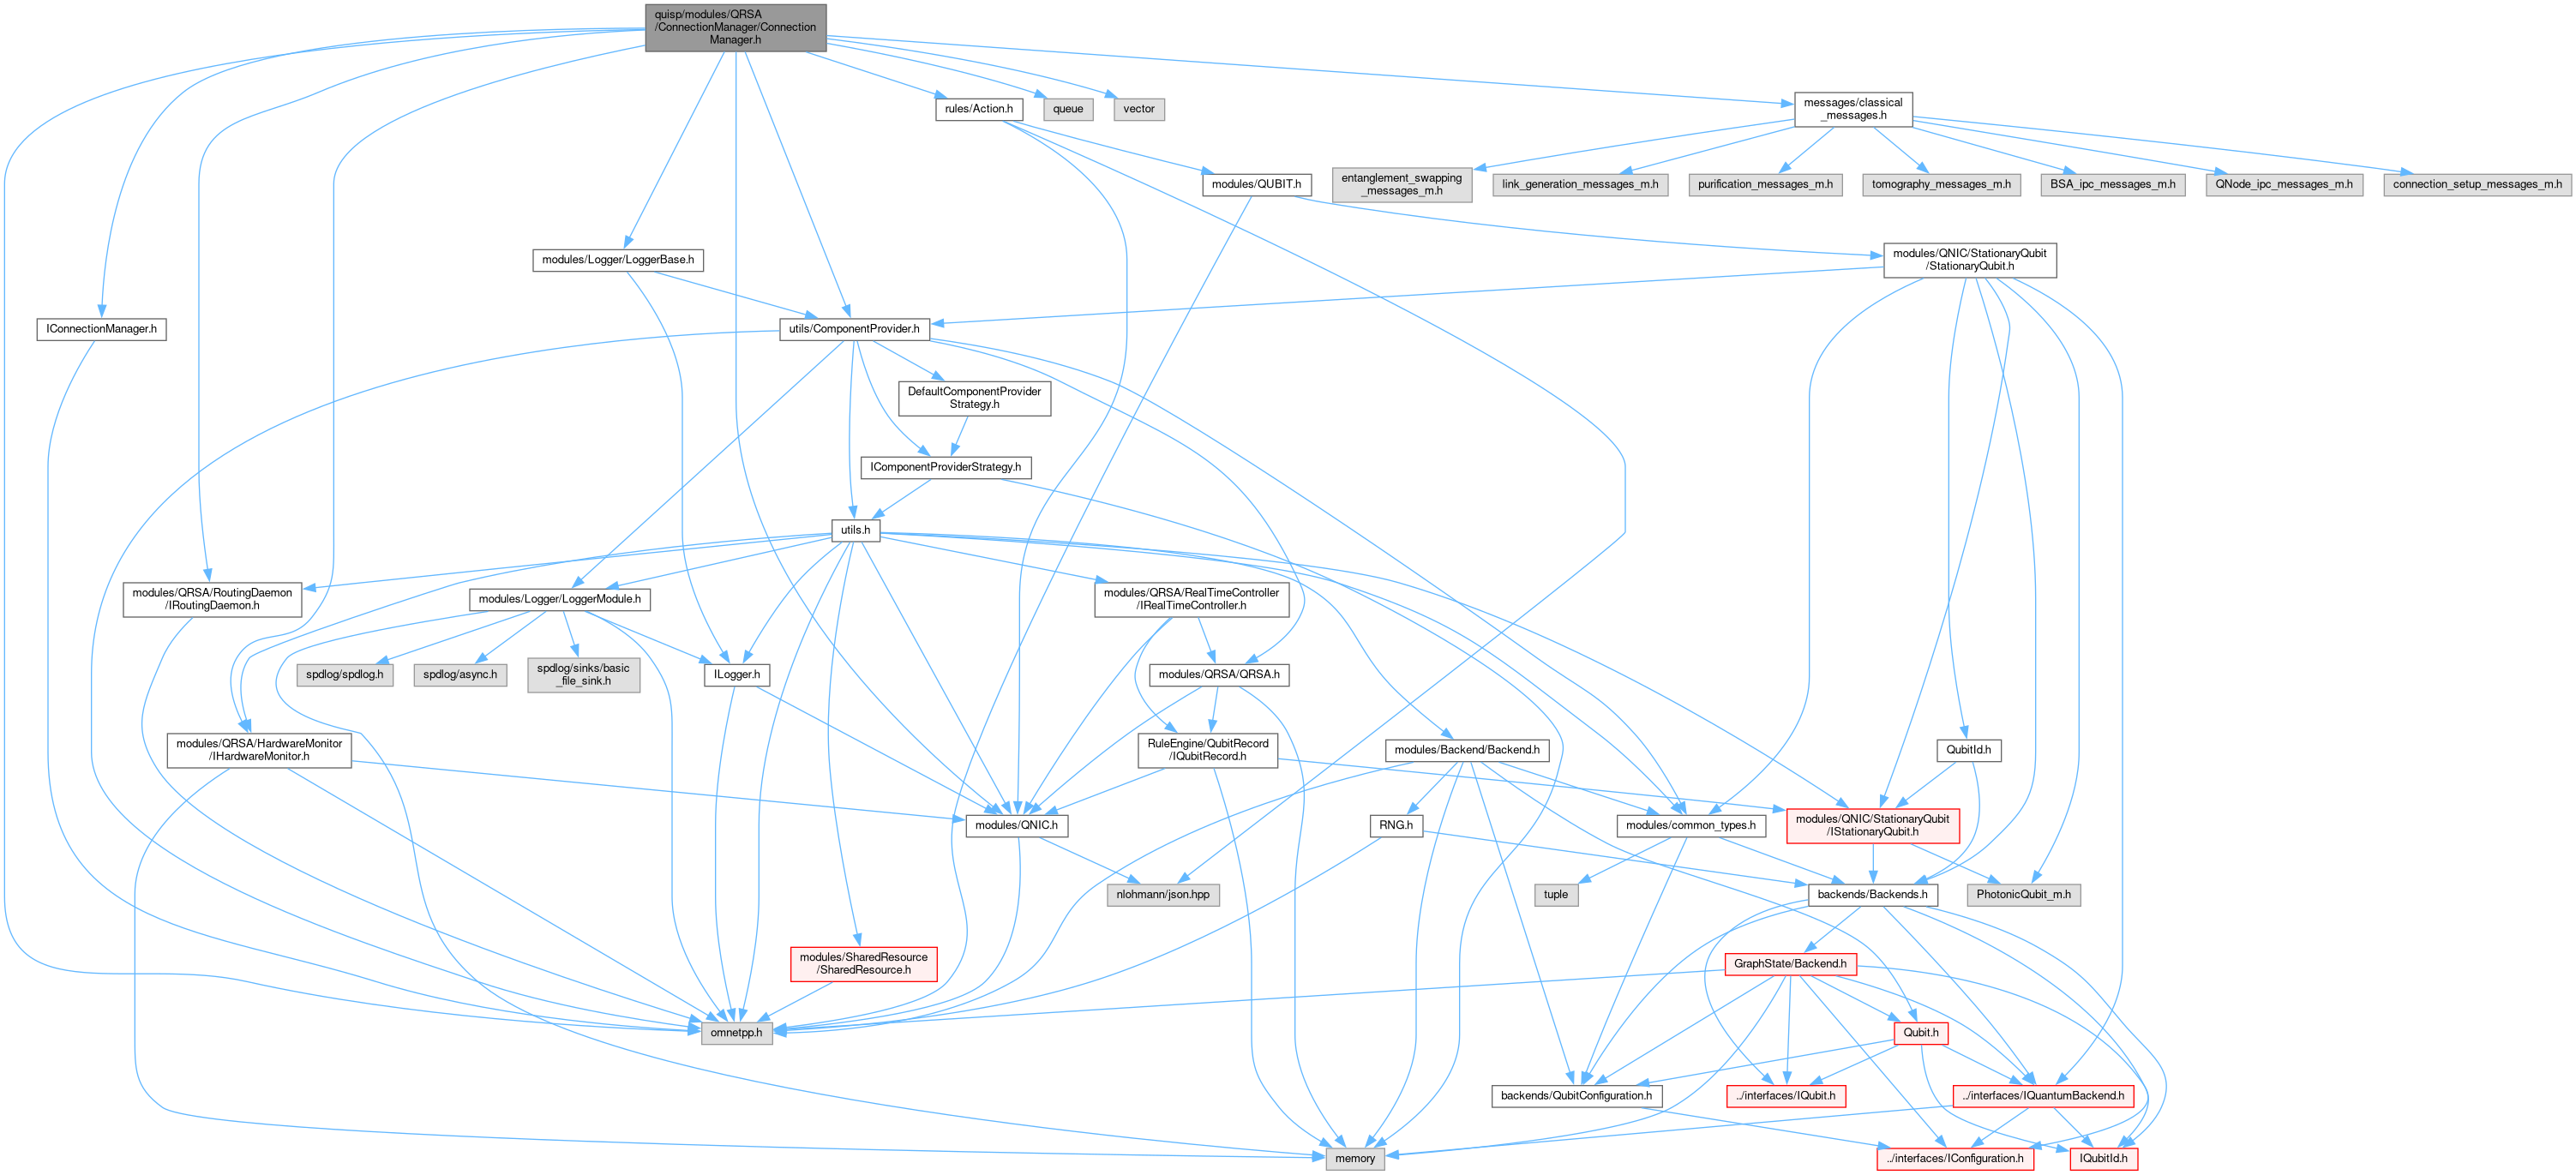 quisp/modules/QRSA
/ConnectionManager/Connection
Manager.h
rules/Action.h
queue
vector
messages/classical
_messages.h
entanglement_swapping
_messages_m.h
link_generation_messages_m.h
purification_messages_m.h
tomography_messages_m.h
BSA_ipc_messages_m.h
QNode_ipc_messages_m.h
connection_setup_messages_m.h
modules/QUBIT.h
modules/Logger/LoggerBase.h
modules/QNIC/StationaryQubit
/StationaryQubit.h
IConnectionManager.h
utils/ComponentProvider.h
DefaultComponentProvider
Strategy.h
IComponentProviderStrategy.h
utils.h
modules/QRSA/RoutingDaemon
/IRoutingDaemon.h
modules/Logger/LoggerModule.h
modules/QRSA/RealTimeController
/IRealTimeController.h
spdlog/spdlog.h
spdlog/async.h
spdlog/sinks/basic
_file_sink.h
ILogger.h
modules/QRSA/QRSA.h
modules/QRSA/HardwareMonitor
/IHardwareMonitor.h
RuleEngine/QubitRecord
/IQubitRecord.h
modules/Backend/Backend.h
QubitId.h
modules/QNIC.h
RNG.h
modules/common_types.h
modules/QNIC/StationaryQubit
/IStationaryQubit.h
nlohmann/json.hpp
tuple
backends/Backends.h
PhotonicQubit_m.h
modules/SharedResource
/SharedResource.h
GraphState/Backend.h
omnetpp.h
Qubit.h
backends/QubitConfiguration.h
../interfaces/IQubit.h
../interfaces/IQuantumBackend.h
memory
../interfaces/IConfiguration.h
IQubitId.h